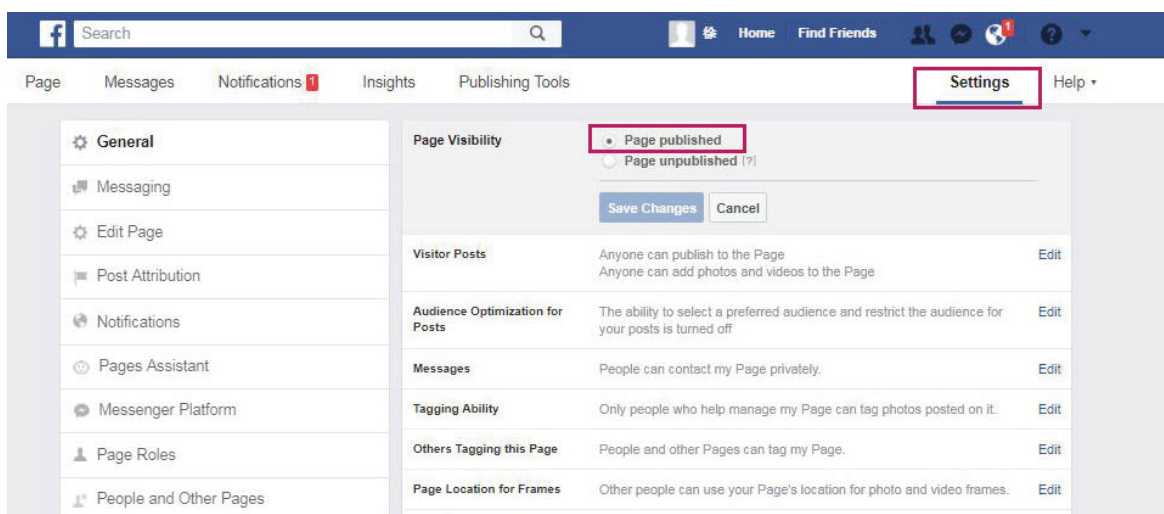 f Search 徐 Home Find Friends 1
Page Messages Notifications 1 Insights Publishing Tools Settings Help
General
Messaging
Edit Page
Post Attribution
Notifications
Pages Assistant
Messenger Platform
Page Roles
People and Other Pages
Page Visibility
Page published
Page unpublished [?]
Save Changes Cancel
Visitor Posts
Anyone can publish to the Page
Anyone can add photos and videos to the Page
Edit
Audience Optimization for
Posts
The ability to select a preferred audience and restrict the audience for
your posts is turned off
Edit
Messages
People can contact my Page privately.
Edit
Tagging Ability
Only people who help manage my Page can tag photos posted on it.
Edit
Others Tagging this Page
People and other Pages can tag my Page.
Edit
Page Location for Frames
Other people can use your Page's location for photo and video frames.
Edit